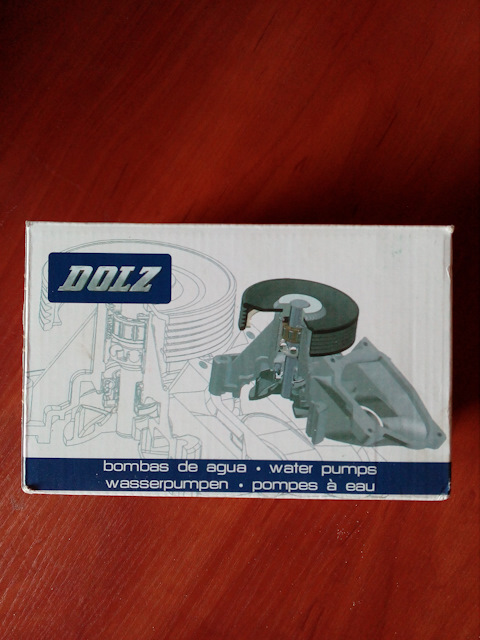 DOLZ
bombas de agua • water pumps
wasserpumpen • pompes à eau